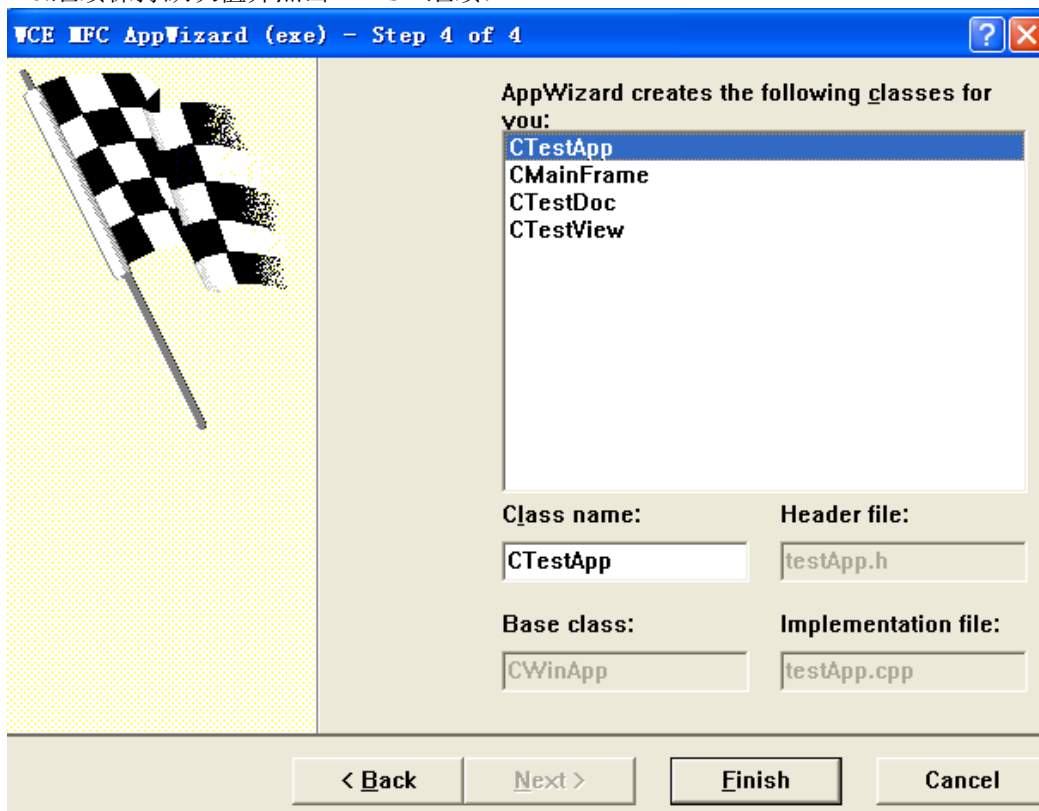 WCE MFC AppWizard (exe) - Step 4 of 4
AppWizard creates the following classes for
you:
CTestApp
CMainFrame
CTestDoc
CTestView
Class name:
Header file:
CTestApp
testApp.h
Base class:
Implementation file:
CWinApp
testApp.cpp
< Back
Next >
Finish
Cancel